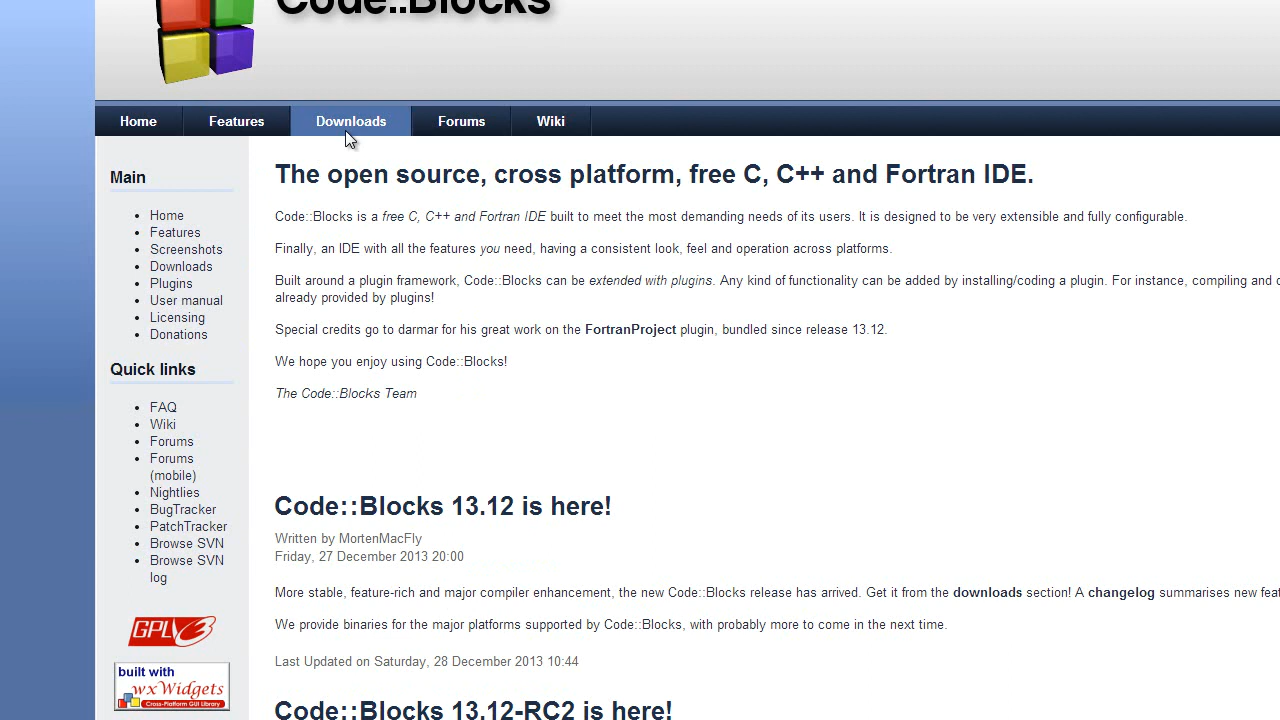 Code::Blocks
Home Features Downloads Forums Wiki
Main
Home
Features
Screenshots
Downloads
Plugins
User manual
Licensing
Donations
Quick links
FAQ
Wiki
Forums
Forums
(mobile)
Nightlies
BugTracker
PatchTracker
Browse SVN
Browse SVN
log
GPLv3
built with
wxWidgets
Cross-Platform GUI Library
The open source, cross platform, free C, C++ and Fortran IDE.
Code::Blocks is a free C, C++ and Fortran IDE built to meet the most demanding needs of its users. It is designed to be very extensible and fully configurable.
Finally, an IDE with all the features you need, having a consistent look, feel and operation across platforms.
Built around a plugin framework, Code::Blocks can be extended with plugins. Any kind of functionality can be added by installing/coding a plugin. For instance, compiling and
already provided by plugins!
Special credits go to darmar for his great work on the FortranProject plugin, bundled since release 13.12.
We hope you enjoy using Code::Blocks!
The Code::Blocks Team
Code::Blocks 13.12 is here!
Written by MortenMacFly
Friday, 27 December 2013 20:00
More stable, feature-rich and major compiler enhancement, the new Code::Blocks release has arrived. Get it from the downloads section! A changelog summarises new
We provide binaries for the major platforms supported by Code::Blocks, with probably more to come in the next time.
Last Updated on Saturday, 28 December 2013 10:44
Code::Blocks 13.12-RC2 is here!